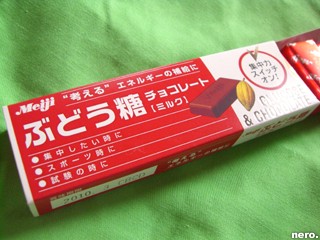 Meiji
"考える"エネルギーの補給に
ぶどう糖チョコレート
(ミルク)
●集中したい時に
●スポーツ時に
●試験の時に
集中力
スイッチ
オン!
nero.